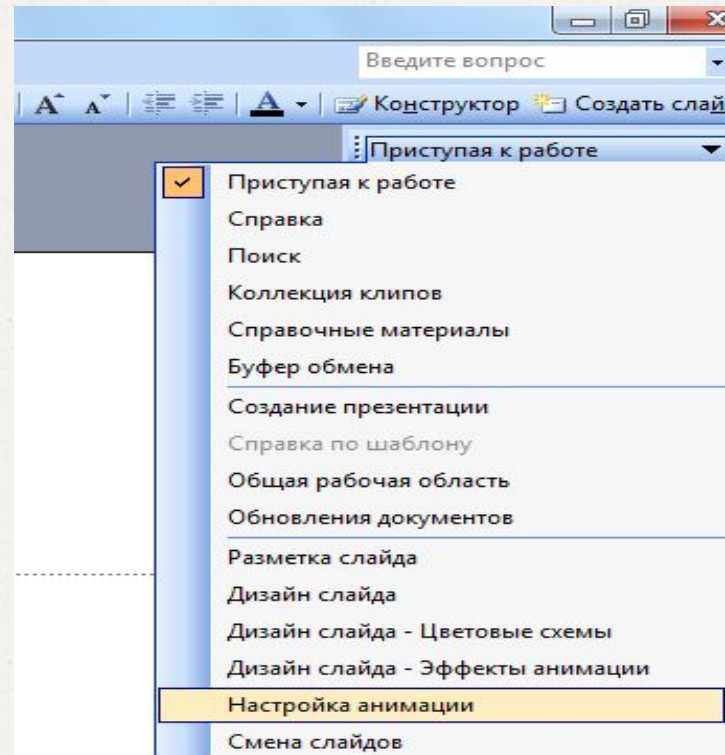 Введите вопрос
A A A Конструктор Создать слай
Приступая к работе
Приступая к работе
Справка
Поиск
Коллекция клипов
Справочные материалы
Буфер обмена
Создание презентации
Справка по шаблону
Общая рабочая область
Обновления документов
Разметка слайда
Дизайн слайда
Дизайн слайда - Цветовые схемы
Дизайн слайда - Эффекты анимации
Настройка анимации
Смена слайдов